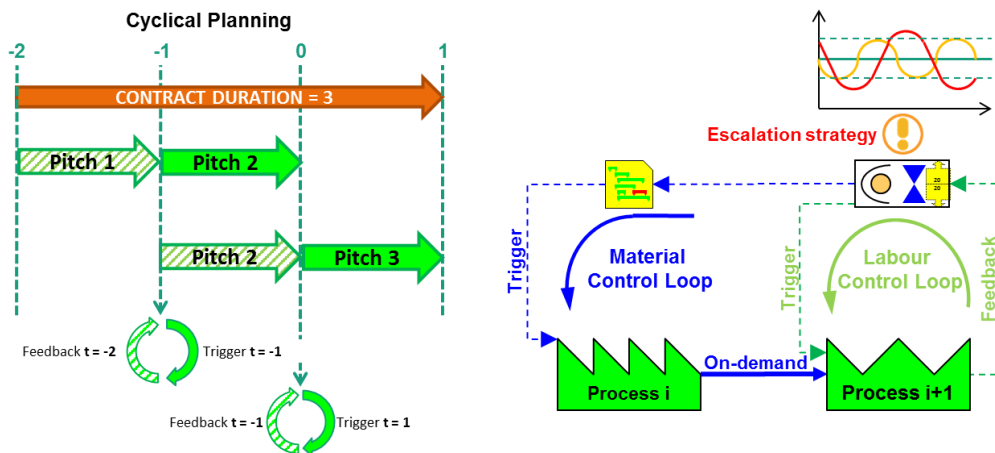 Cyclical Planning
-2
-1
0
1
CONTRACT DURATION = 3
Pitch 1
Pitch 2
Pitch 2
Pitch 3
Feedback t = -2
Trigger t = -1
Feedback t = -1
Trigger t = 1
Escalation strategy
20
20
Trigger
Material
Control Loop
Trigger
Labour
Control Loop
Feedback
On-demand
Process i
Process i+1